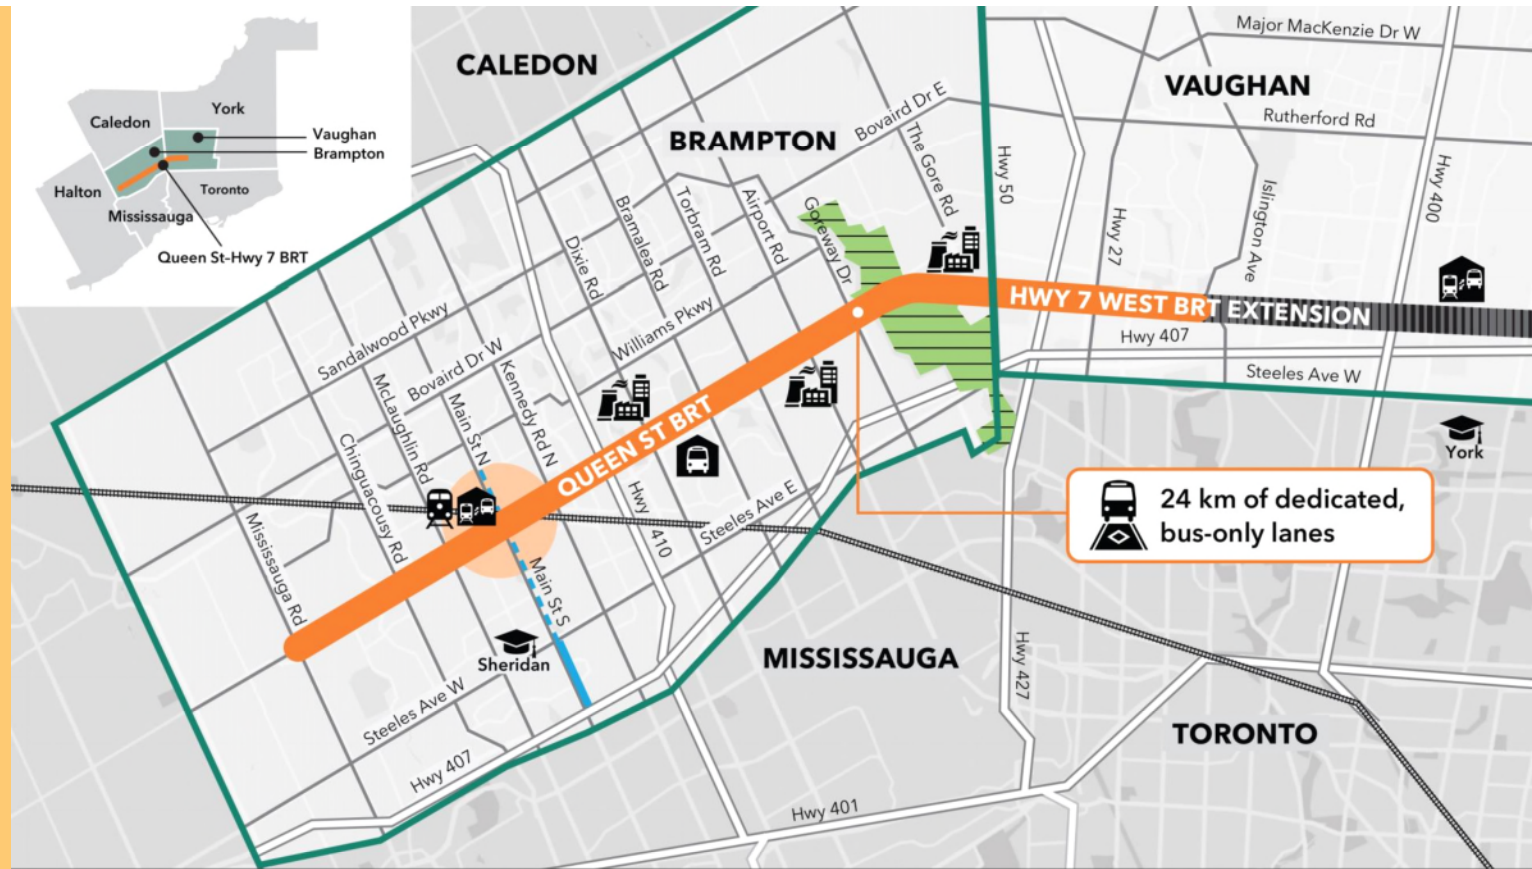 York
Caledon
Vaughan
Brampton
Halton
Toronto
Mississauga
Queen St-Hwy 7 BRT
CALEDON
BRAMPTON
VAUGHAN
MISSISSAUGA
TORONTO
Major MacKenzie Dr W
Rutherford Rd
Bovaird Dr E
The Gore Rd
Hwy 50
Hwy 27
Islington Ave
Hwy 400
Airport Rd
Goreway Dr
Torbram Rd
Bramalea Rd
Dixie Rd
Williams Pkwy
Sandalwood Pkwy
Bovaird Dr W
Kennedy Rd N
Main St N
McLaughlin Rd
Chinguacousy Rd
Mississauga Rd
QUEEN ST BRT
HWY 7 WEST BRT EXTENSION
Hwy 407
Steeles Ave W
York
Hwy 410
Steeles Ave E
24 km of dedicated,
bus-only lanes
Main St S
Sheridan
Steeles Ave W
Hwy 407
Hwy 427
Hwy 401